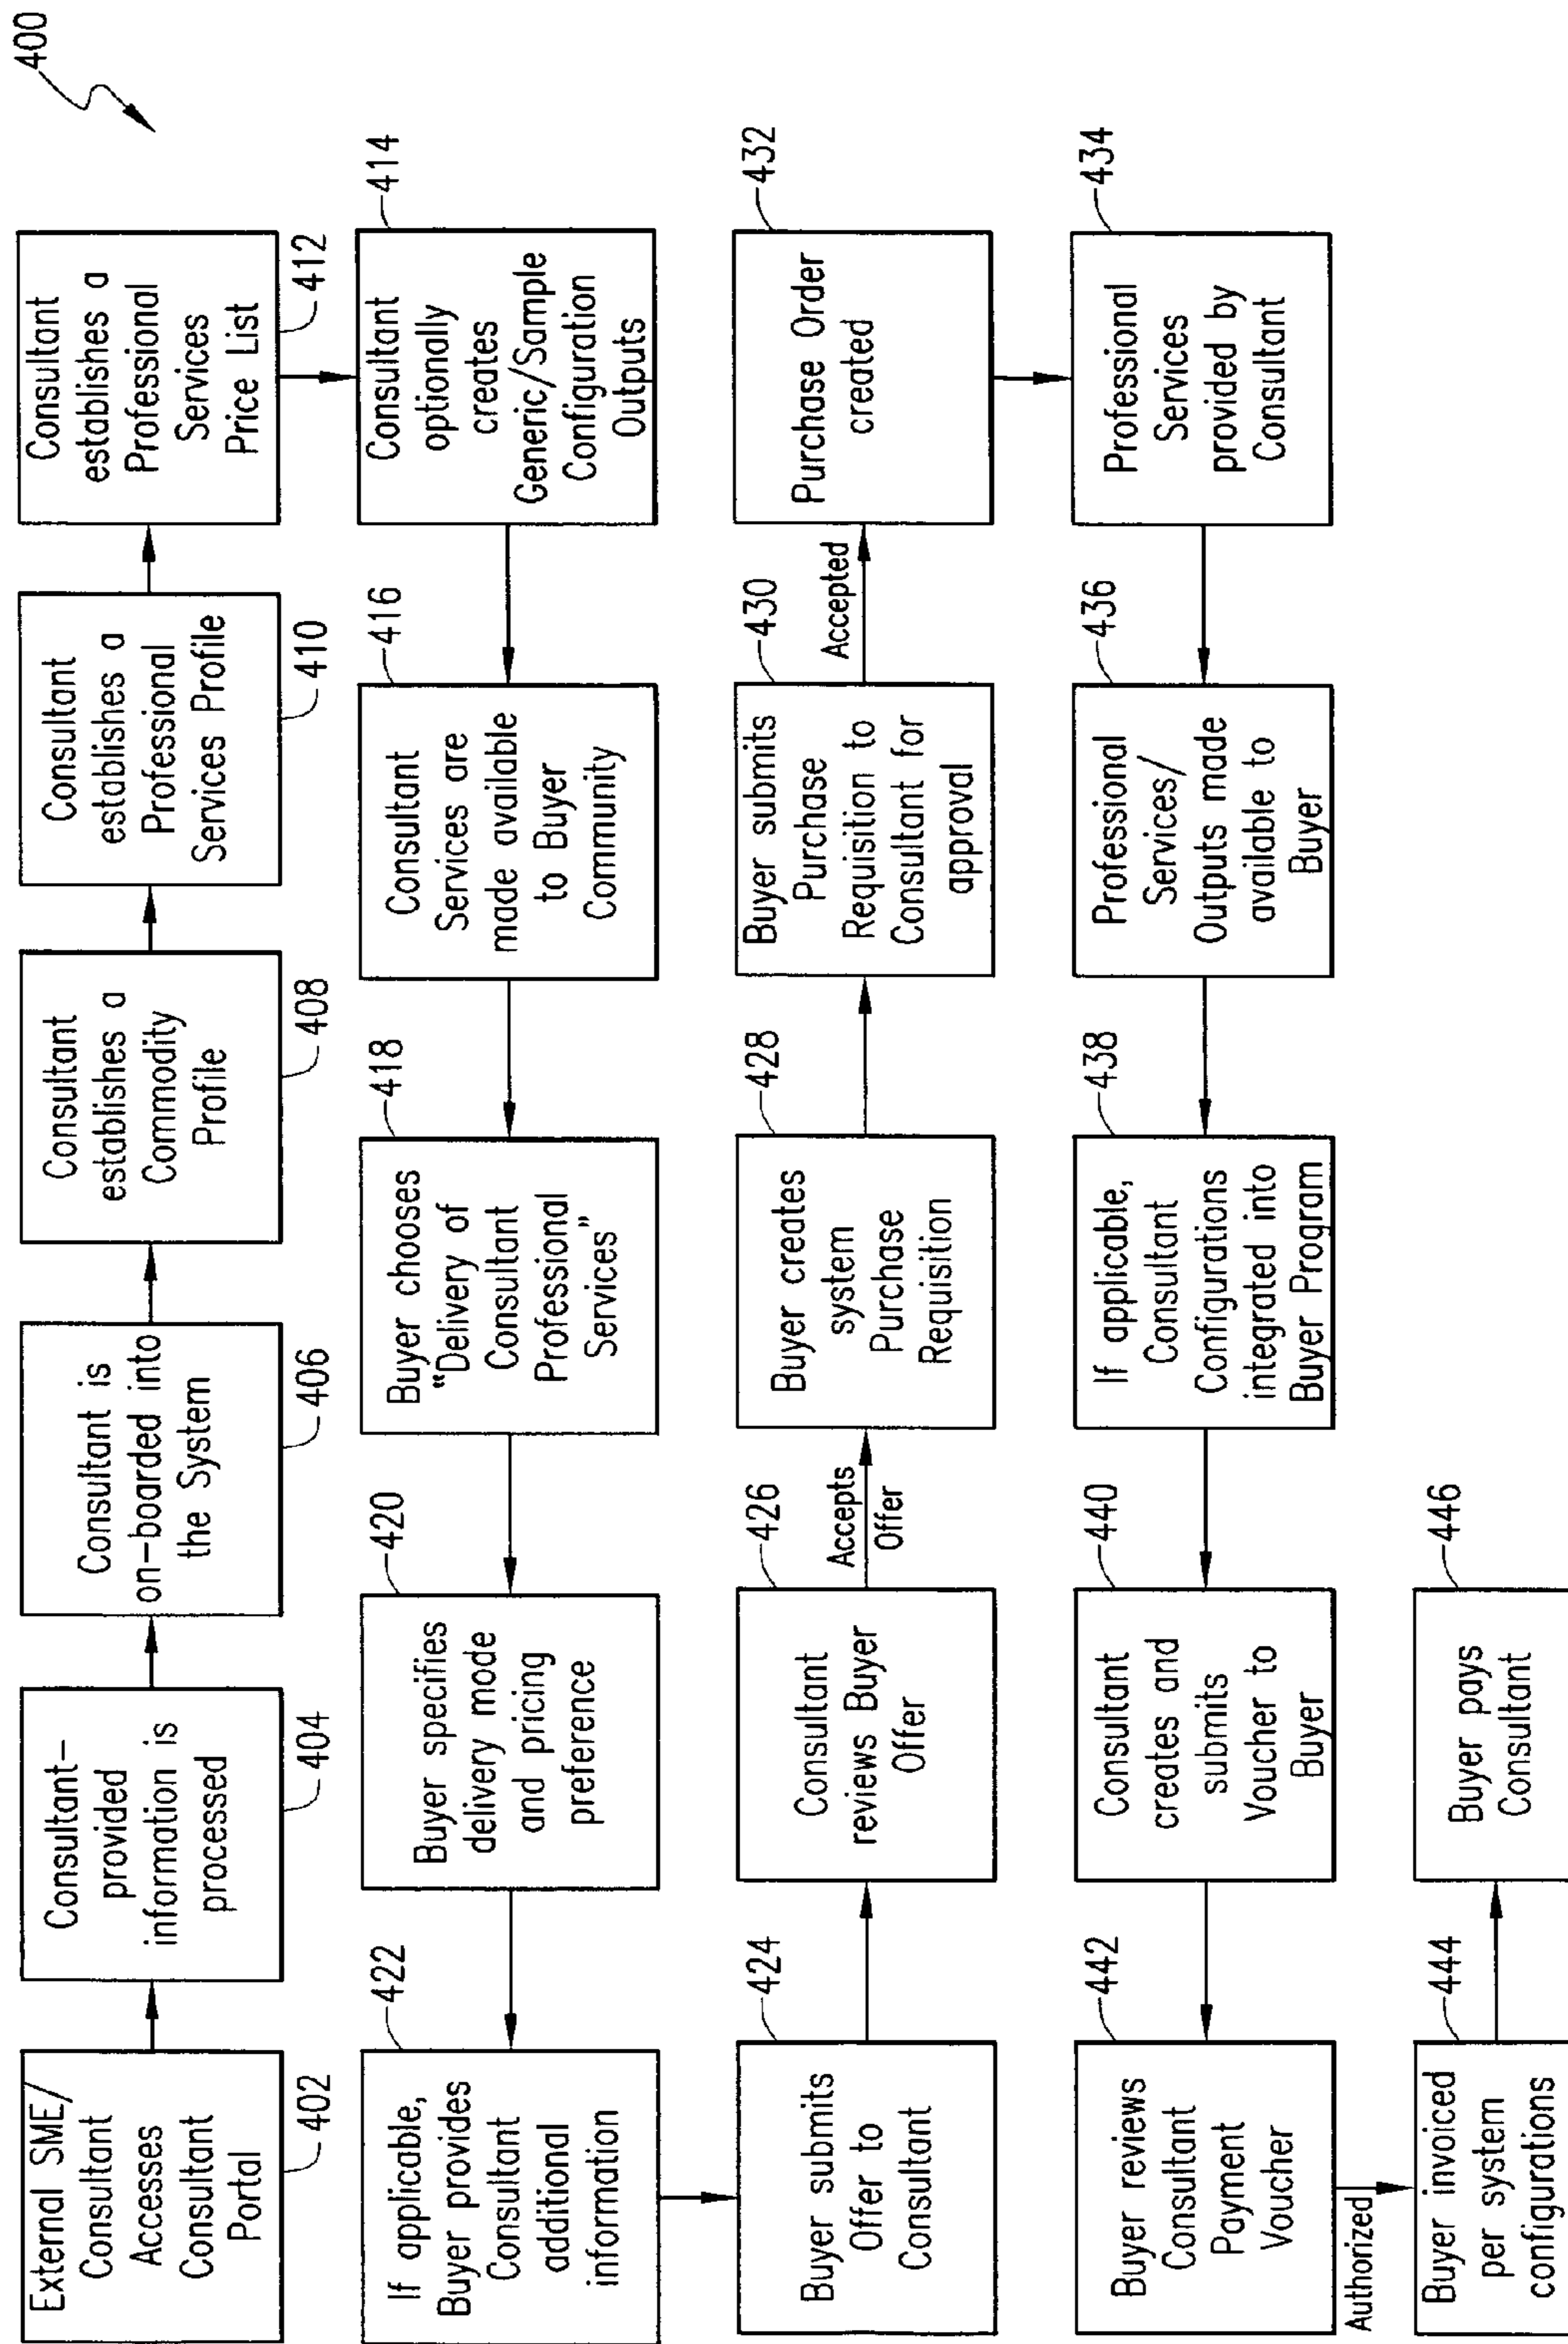 400
External SME/
Consultant
Accesses
Consultant
Portal
402
Consultant-
provided
information is
processed
404
Consultant is
on-boarded into
the System
406
Consultant
establishes a
Commodity
Profile
408
Consultant
establishes a
Professional
Services Profile
410
Consultant
establishes a
Professional
Services
Price List
412
Consultant
optionally
creates
Generic/Sample
Configuration
Outputs
414
Consultant
Services are
made available
to Buyer
Community
416
Buyer chooses
"Delivery of
Consultant
Professional
Services"
418
Buyer specifies
delivery mode
and pricing
preference
420
If applicable,
Buyer provides
Consultant
additional
information
422
Buyer submits
Offer to
Consultant
424
Consultant
reviews Buyer
Offer
426
Accepts
Offer
Buyer creates
system
Purchase
Requisition
428
Buyer submits
Purchase
Requisition to
Consultant for
approval
430
Accepted
Purchase Order
created
432
Professional
Services
provided by
Consultant
434
Professional
Services/
Outputs made
available to
Buyer
436
If applicable,
Consultant
Configurations
integrated into
Buyer Program
438
Consultant
creates and
submits
Voucher to
Buyer
440
Buyer reviews
Consultant
Payment
Voucher
442
Authorized
Buyer invoiced
per system
configurations
444
Buyer pays
Consultant
446